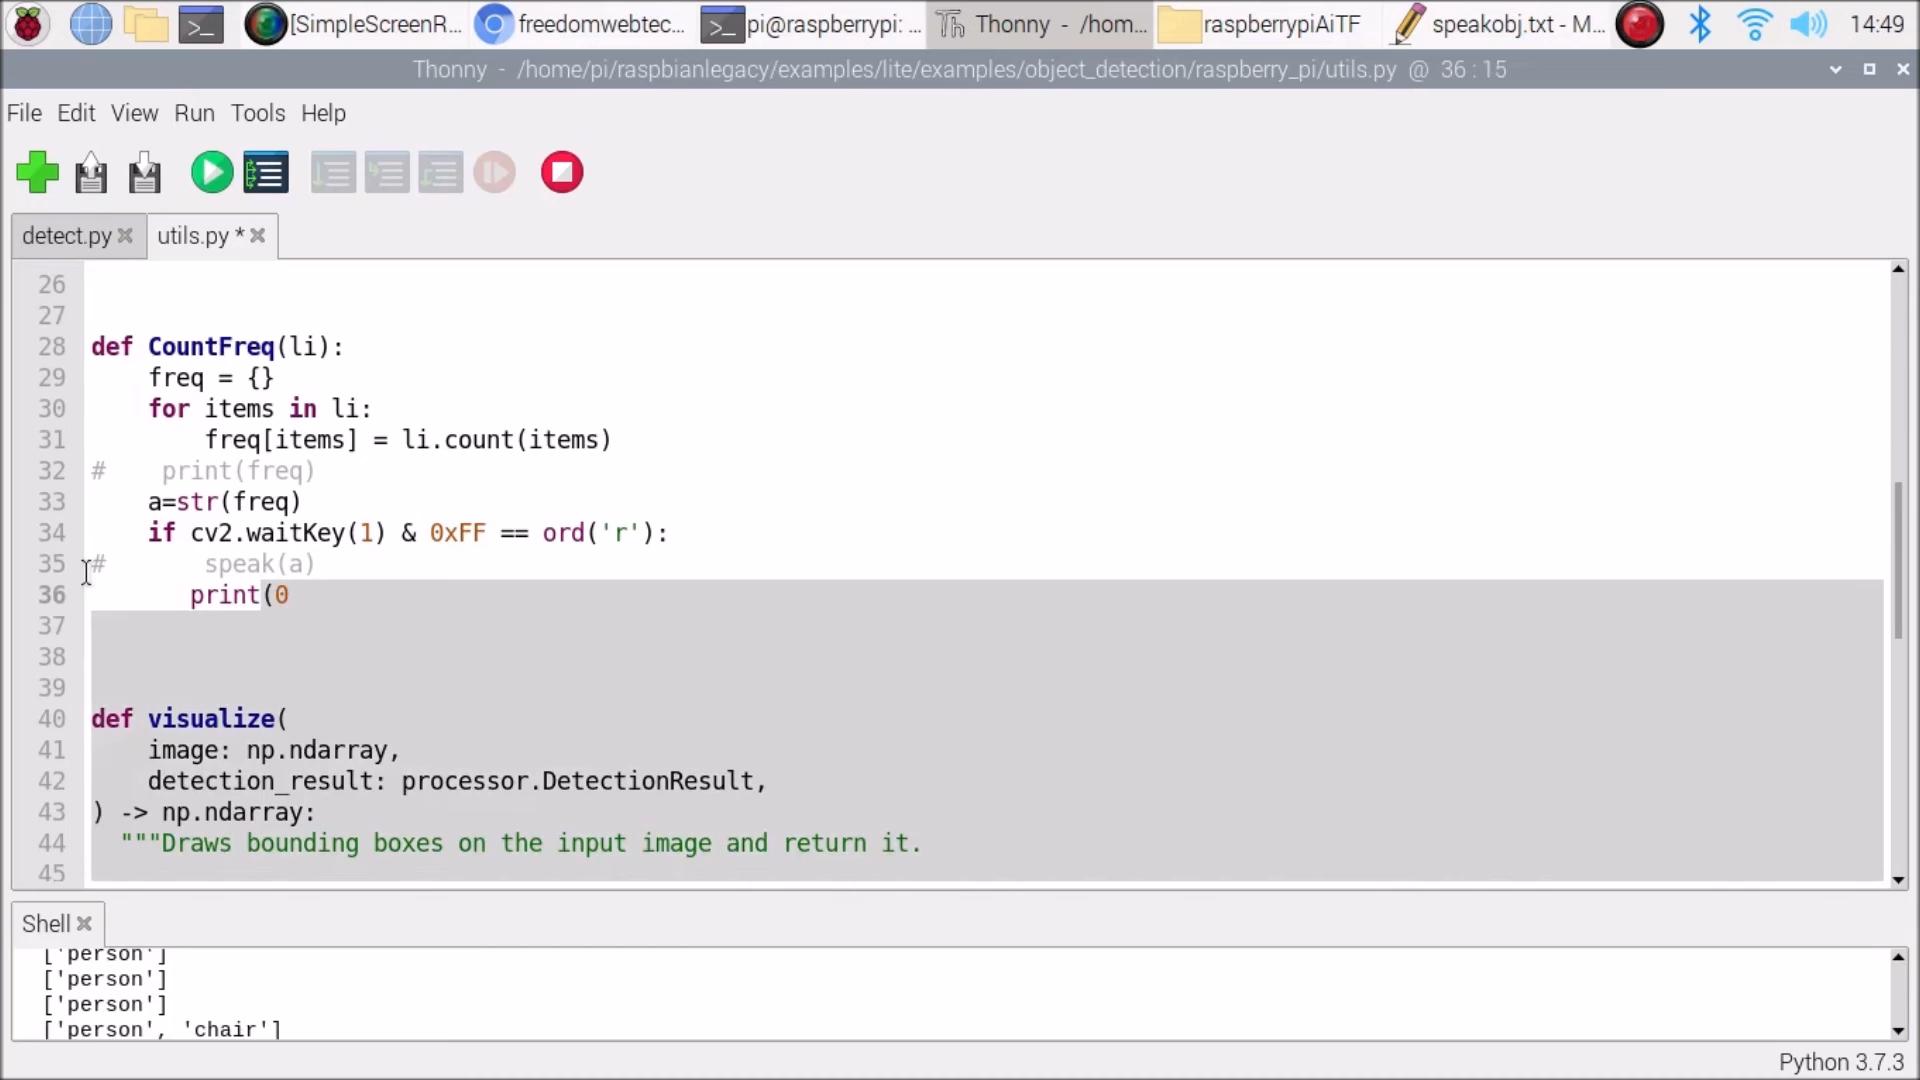 [SimpleScreenR...
freedomwebtec...
pi@raspberrypi: ...
Thonny - /hom...
raspberrypiAiTF
speakobj.txt - M...
14:49
Thonny - /home/pi/raspbianlegacy/examples/lite/examples/object_detection/raspberry_pi/utils.py @ 36 : 15
File Edit View Run Tools Help
detect.py
utils.py *
26
27
28 def CountFreq(li):
29     freq = {}
30     for items in li:
31         freq[items] = li.count(items)
32 #    print(freq)
33     a=str(freq)
34     if cv2.waitKey(1) & 0xFF == ord('r'):
35 #       speak(a)
36        print(0
37
38
39
40 def visualize(
41     image: np.ndarray,
42     detection_result: processor.DetectionResult,
43 ) -> np.ndarray:
44   """Draws bounding boxes on the input image and return it.
45
Shell
['person']
['person']
['person']
['person', 'chair']
Python 3.7.3